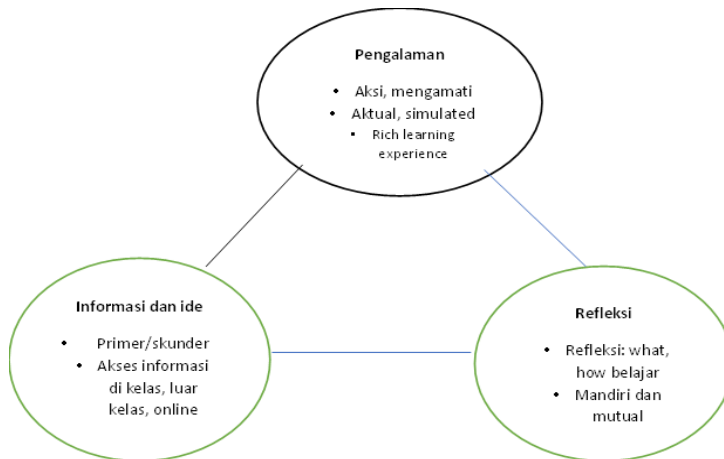 Pengalaman
• Aksi, mengamati
• Aktual, simulated
• Rich learning
experience
Informasi dan ide
• Primer/skunder
• Akses informasi
di kelas, luar
kelas, online
Refleksi
• Refleksi: what,
how belajar
• Mandiri dan
mutual